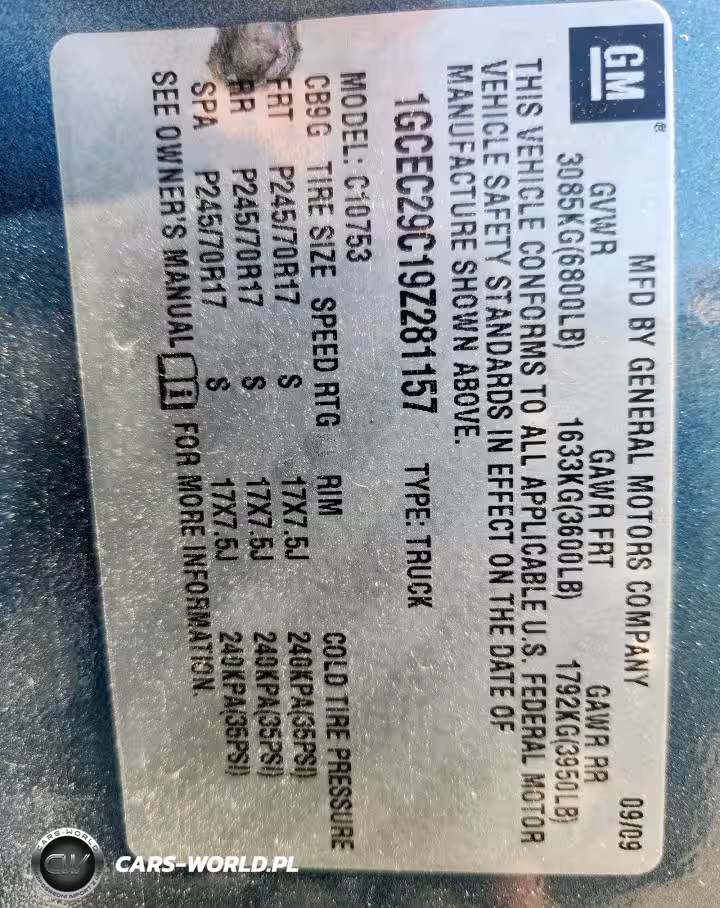 GM®
MFD BY GENERAL MOTORS COMPANY 09/09
GVWR GAWR FRT GAWR RR
3085KG(6800LB) 1633KG(3600LB) 1792KG(3950LB)
THIS VEHICLE CONFORMS TO ALL APPLICABLE U.S. FEDERAL MOTOR
VEHICLE SAFETY STANDARDS IN EFFECT ON THE DATE OF
MANUFACTURE SHOWN ABOVE.
1GCEC29C19Z281157 TYPE: TRUCK
MODEL: C10753
CB9G TIRE SIZE SPEED RTG RIM COLD TIRE PRESSURE
FRT P245/70R17 S 17X7.5J 240KPA(35PSI)
RR P245/70R17 S 17X7.5J 240KPA(35PSI)
SPA P245/70R17 S 17X7.5J 240KPA(35PSI)
SEE OWNER'S MANUAL i FOR MORE INFORMATION.
CARS-WORLD
CW
CARS-WORLD.PL